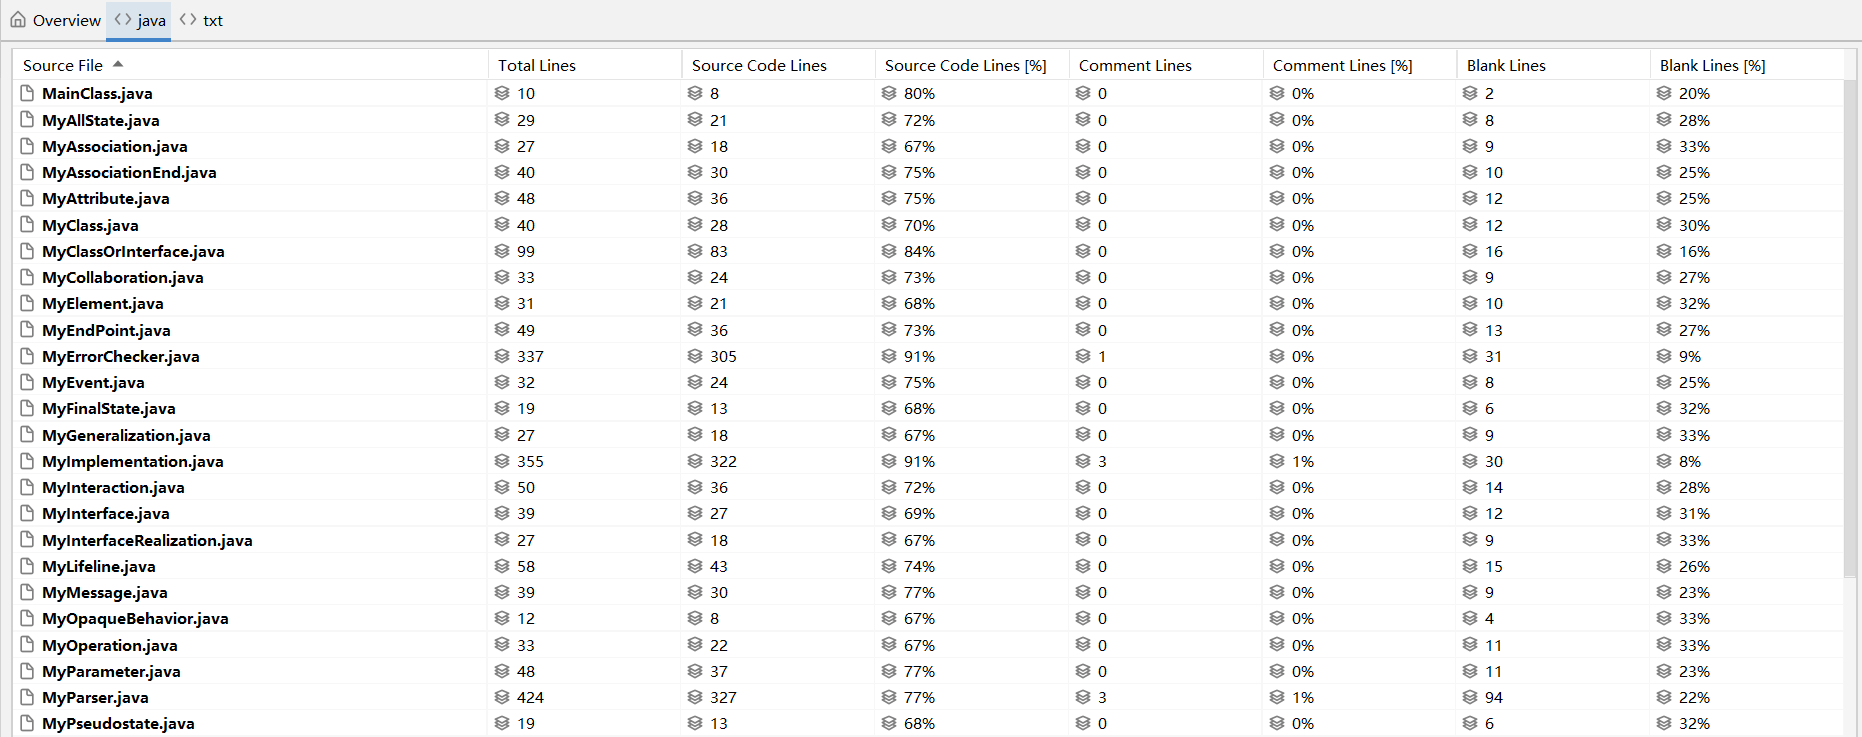 Overview java txt
Source File Total Lines Source Code Lines Source Code Lines [%] Comment Lines Comment Lines [%] Blank Lines Blank Lines [%]
MainClass.java 10 8 80% 0 0% 2 20%
MyAllState.java 29 21 72% 0 0% 8 28%
MyAssociation.java 27 18 67% 0 0% 9 33%
MyAssociationEnd.java 40 30 75% 0 0% 10 25%
MyAttribute.java 48 36 75% 0 0% 12 25%
MyClass.java 40 28 70% 0 0% 12 30%
MyClassOrInterface.java 99 83 84% 0 0% 16 16%
MyCollaboration.java 33 24 73% 0 0% 9 27%
MyElement.java 31 21 68% 0 0% 10 32%
MyEndPoint.java 49 36 73% 0 0% 13 27%
MyErrorChecker.java 337 305 91% 1 0% 31 9%
MyEvent.java 32 24 75% 0 0% 8 25%
MyFinalState.java 19 13 68% 0 0% 6 32%
MyGeneralization.java 27 18 67% 0 0% 9 33%
MyImplementation.java 355 322 91% 3 1% 30 8%
MyInteraction.java 50 36 72% 0 0% 14 28%
MyInterface.java 39 27 69% 0 0% 12 31%
MyInterfaceRealization.java 27 18 67% 0 0% 9 33%
MyLifeline.java 58 43 74% 0 0% 15 26%
MyMessage.java 39 30 77% 0 0% 9 23%
MyOpaqueBehavior.java 12 8 67% 0 0% 4 33%
MyOperation.java 33 22 67% 0 0% 11 33%
MyParameter.java 48 37 77% 0 0% 11 23%
MyParser.java 424 327 77% 3 1% 94 22%
MyPseudostate.java 19 13 68% 0 0% 6 32%